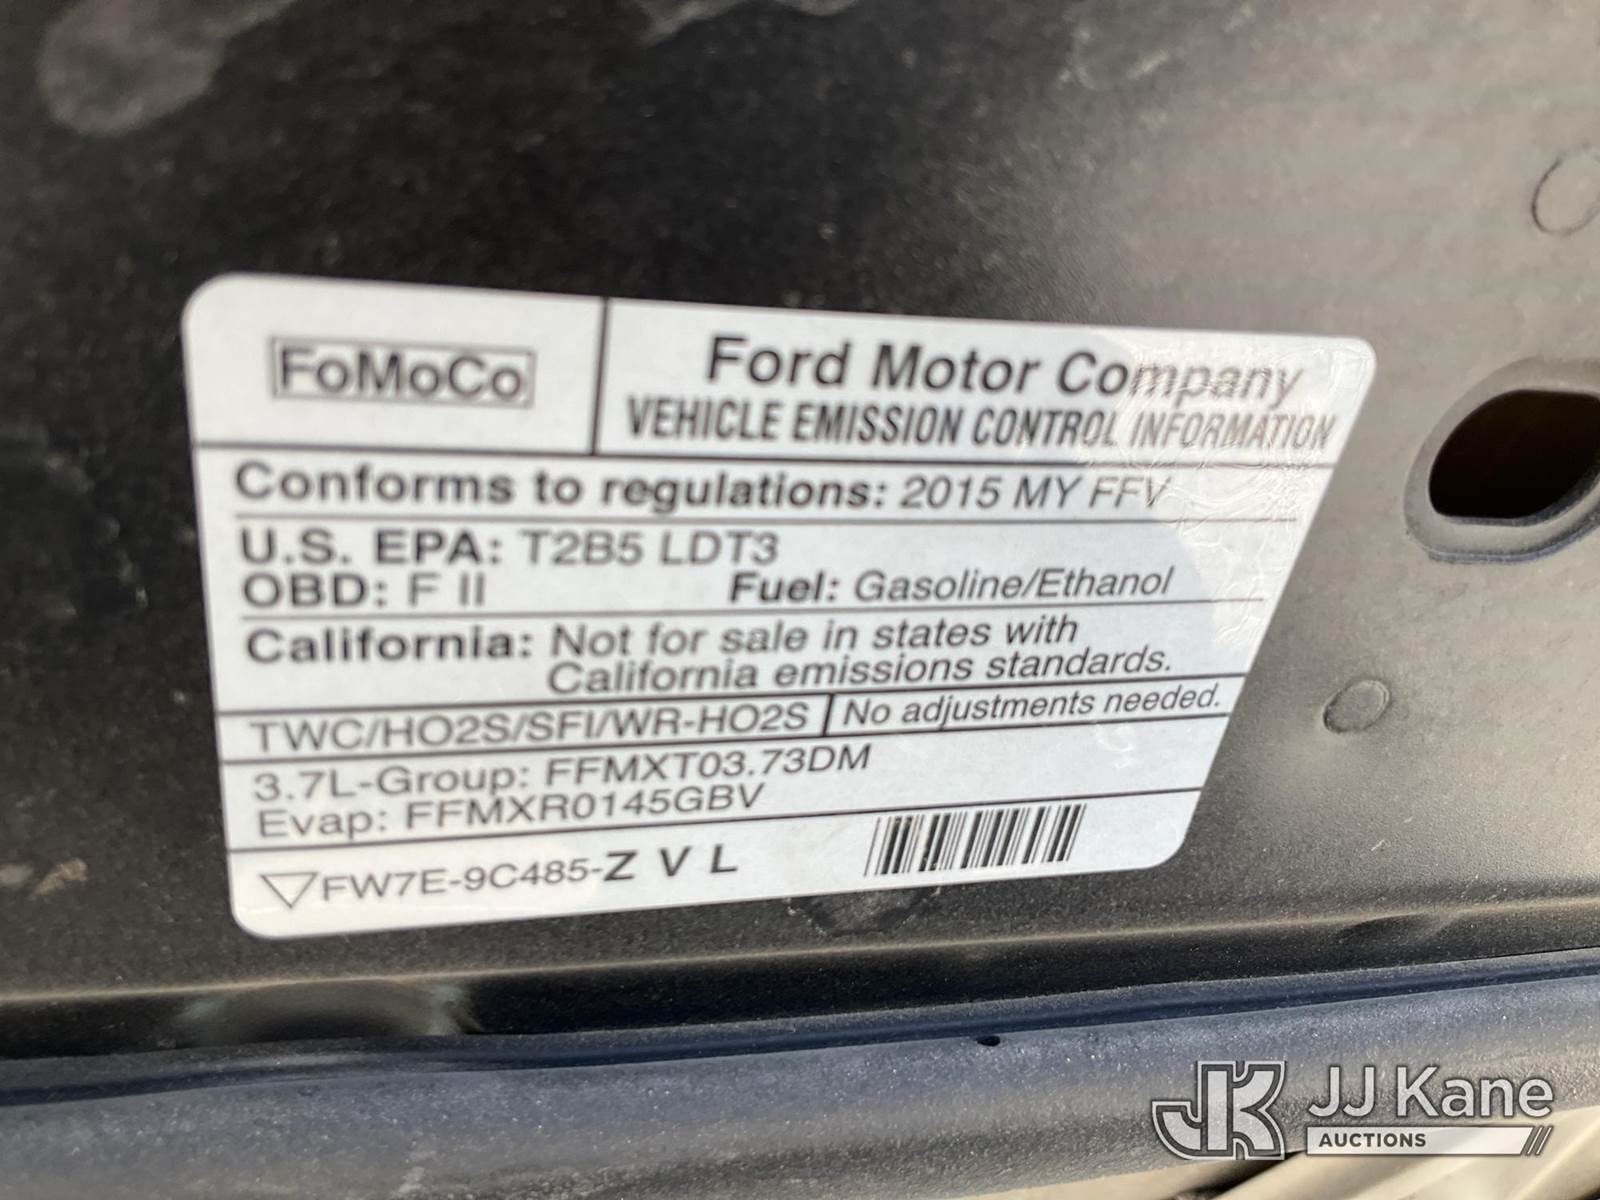 FoMoCo
Ford Motor Company
VEHICLE EMISSION CONTROL INFORMATION
Conforms to regulations: 2015 MY FFV
U.S. EPA: T2B5 LDT3
OBD: F II Fuel: Gasoline/Ethanol
California: Not for sale in states with
California emissions standards.
TWC/HO2S/SFI/WR-HO2S No adjustments needed.
3.7L-Group: FFMXT03.73DM
Evap: FFMXR0145GBV
FW7E-9C485-Z V L
JK JJ Kane
AUCTIONS